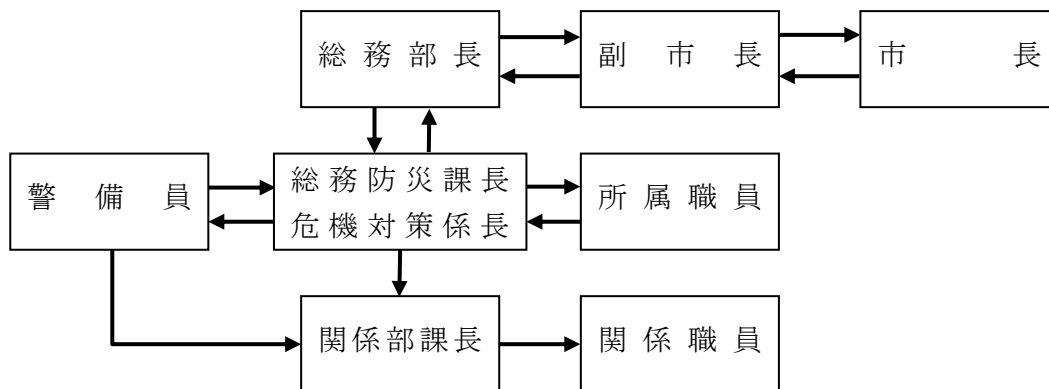 総務部長
副市長
市長
警備員
総務防災課長
危機対策係長
所属職員
関係部課長
関係職員